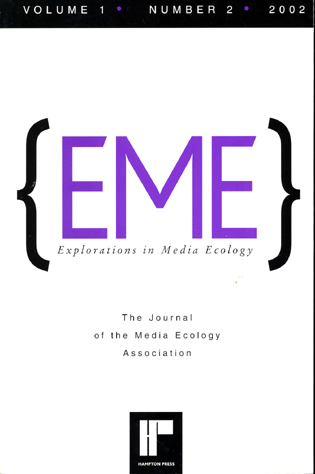 VOLUME 1 • NUMBER 2 • 2002
{EME}
Explorations in Media Ecology
The Journal
of the Media Ecology
Association
HP
HAMPTON PRESS